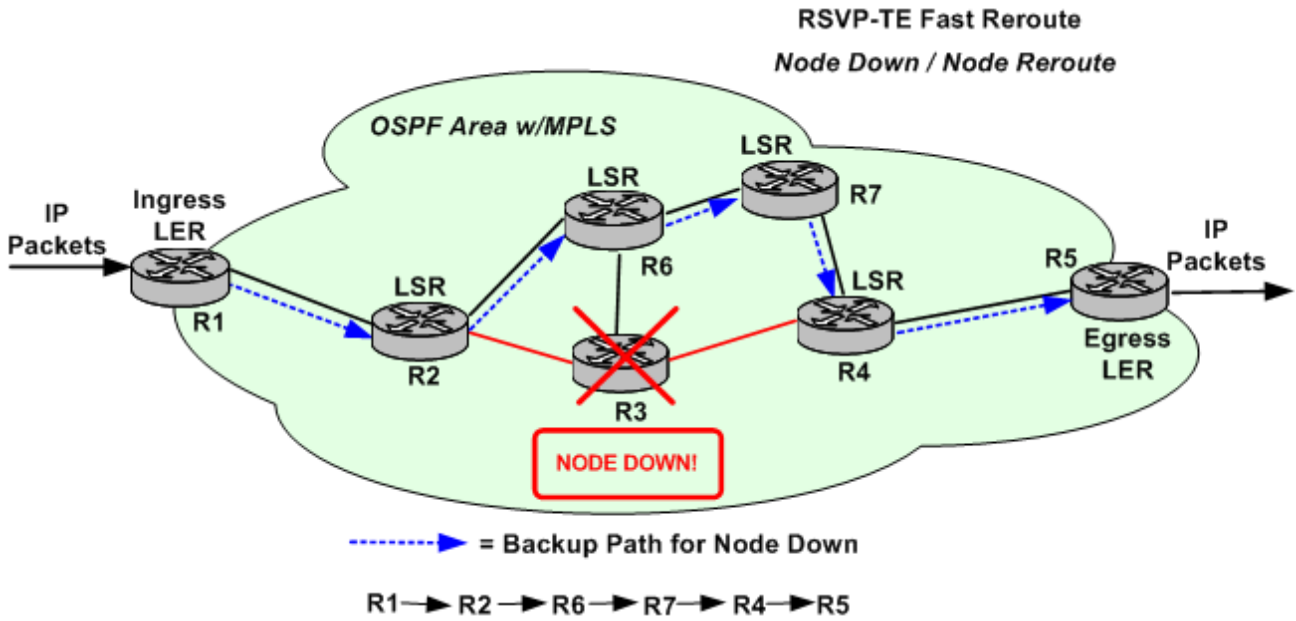 RSVP-TE Fast Reroute
Node Down / Node Reroute
OSPF Area w/MPLS
LSR
R7
LSR
R6
Ingress
LER
R1
IP
Packets
LSR
R2
R3
NODE DOWN!
LSR
R4
R5
Egress
LER
IP
Packets
= Backup Path for Node Down
R1 R2 R6 R7 R4 R5